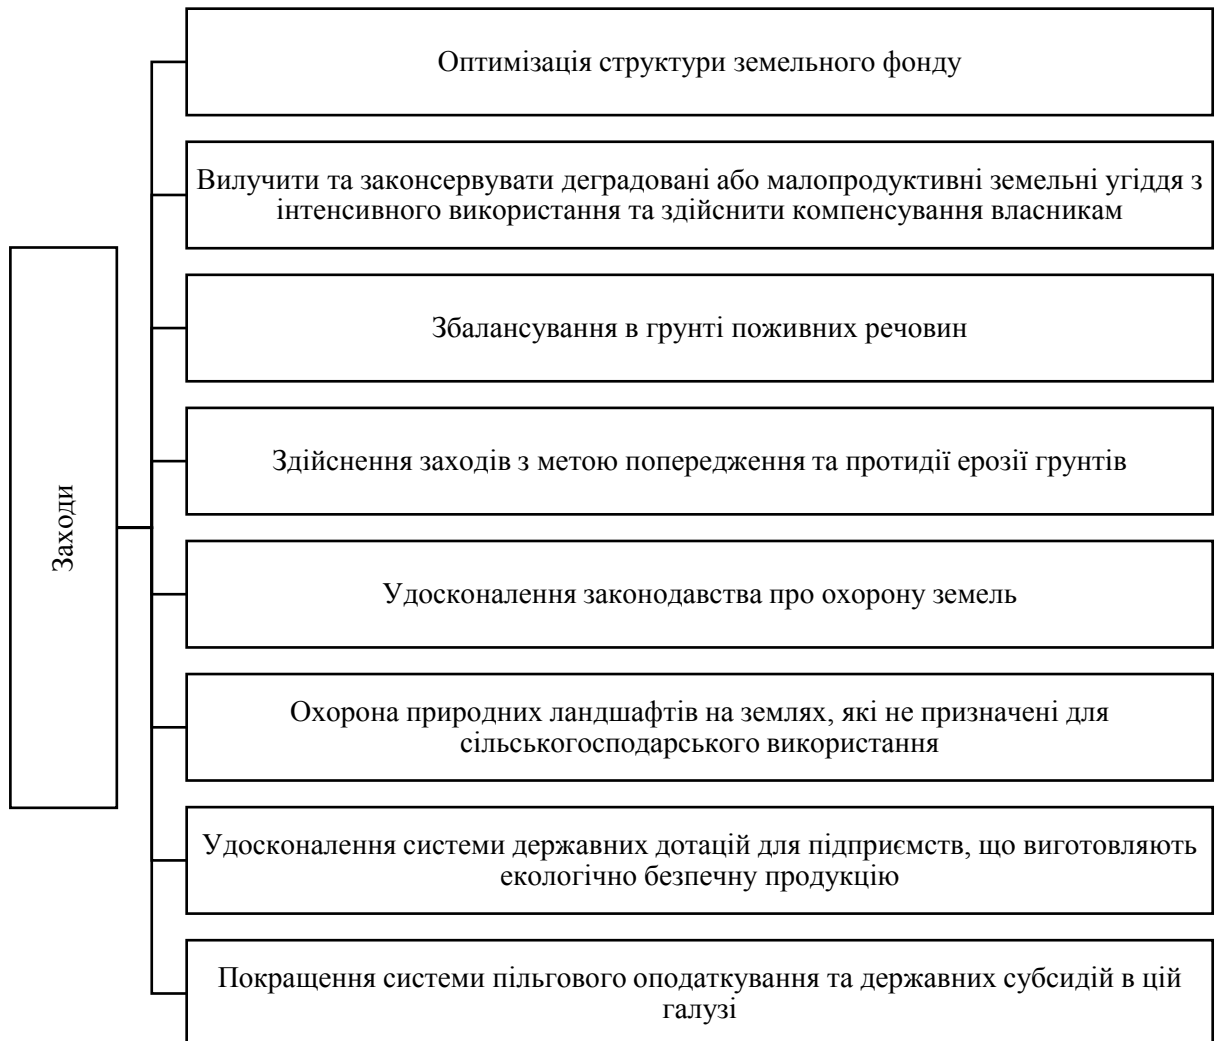 Заходи
Оптимізація структури земельного фонду
Вилучити та законсервувати деградовані або малопродуктивні земельні угіддя з
інтенсивного використання та здійснити компенсування власникам
Збалансування в грунті поживних речовин
Здійснення заходів з метою попередження та протидії ерозії грунтів
Удосконалення законодавства про охорону земель
Охорона природних ландшафтів на землях, які не призначені для
сільськогосподарського використання
Удосконалення системи державних дотацій для підприємств, що виготовляють
екологічно безпечну продукцію
Покращення системи пільгового оподаткування та державних субсидій в цій
галузі